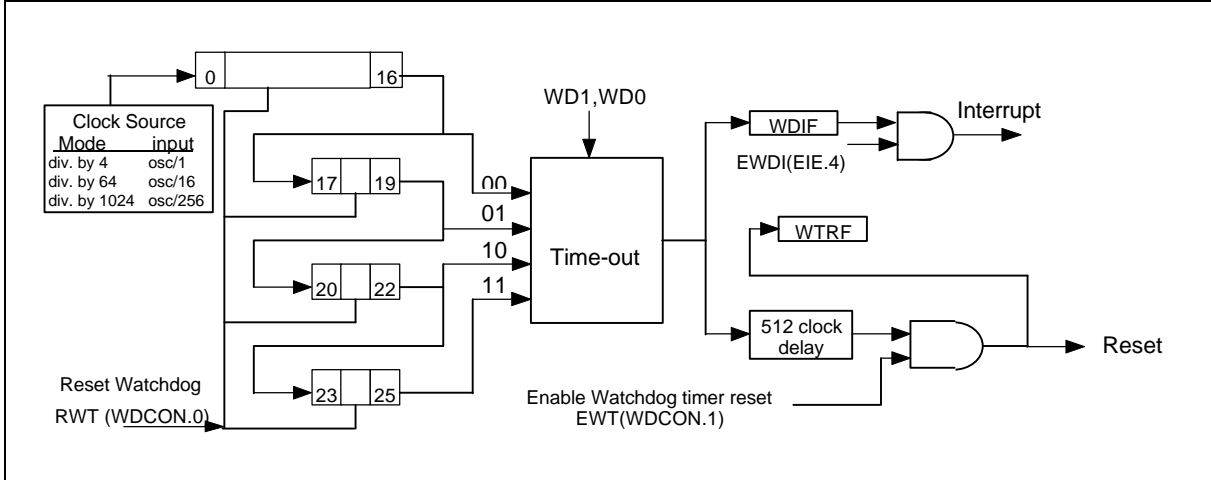 0 16
Clock Source
Mode input
div. by 4 osc/1
div. by 64 osc/16
div. by 1024 osc/256
17 19
20 22
23 25
Reset Watchdog
RWT (WDCON.0)
WD1,WD0
00
01
10
11
Time-out
WDIF
EWDI(EIE.4)
Interrupt
WTRF
512 clock
delay
Enable Watchdog timer reset
EWT(WDCON.1)
Reset